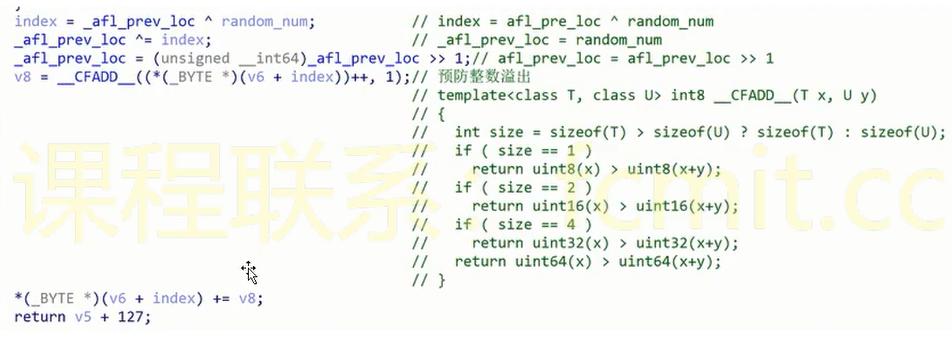 index = _afl_prev_loc ^ random_num; // index = afl_pre_loc ^ random_num
_afl_prev_loc ^= index; // _afl_prev_loc = random_num
_afl_prev_loc = (unsigned __int64)_afl_prev_loc >> 1;// afl_prev_loc = afl_prev_loc >> 1
v8 = __CFADD__((*(_BYTE *)(v6 + index))++, 1);// 预防整数溢出
// template<class T, class U> int8 __CFADD__(T x, U y)
// {
//   int size = sizeof(T) > sizeof(U) ? sizeof(T) : sizeof(U);
//   if ( size == 1 )
//     return uint8(x) > uint8(x+y);
//   if ( size == 2 )
//     return uint16(x) > uint16(x+y);
//   if ( size == 4 )
//     return uint32(x) > uint32(x+y);
//   return uint64(x) > uint64(x+y);
// }
*(_BYTE *)(v6 + index) += v8;
return v5 + 127;
课程联系 cmit.cc